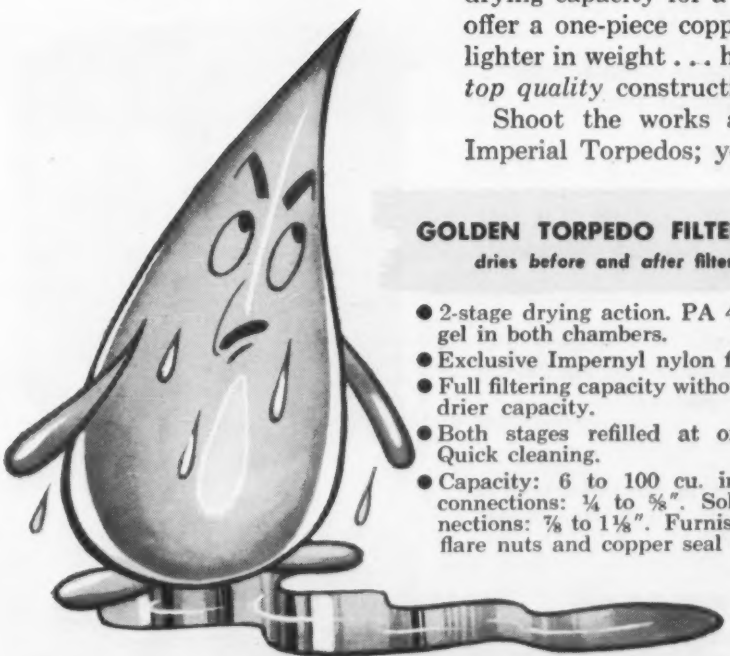 drying capacity for a
offer a one-piece copp
lighter in weight ... h
top quality construct
Shoot the works a
Imperial Torpedos; y
GOLDEN TORPEDO FILTE
dries before and after filter
● 2-stage drying action. PA 4
gel in both chambers.
● Exclusive Impernyl nylon f
● Full filtering capacity witho
drier capacity.
● Both stages refilled at o
Quick cleaning.
● Capacity: 6 to 100 cu. in
connections: ¼ to ⅝". Sol
nections: ⅞ to 1⅛". Furnis
flare nuts and copper seal